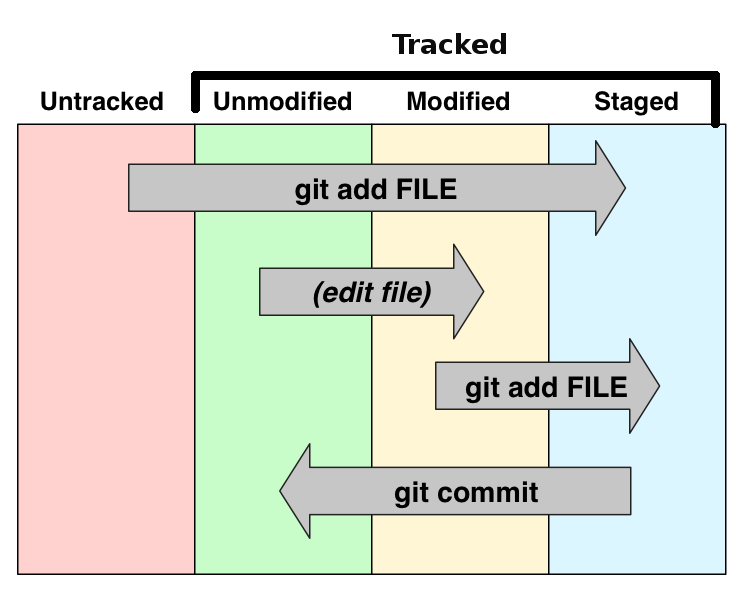 Tracked
Untracked Unmodified Modified Staged
git add FILE
(edit file)
git add FILE
git commit